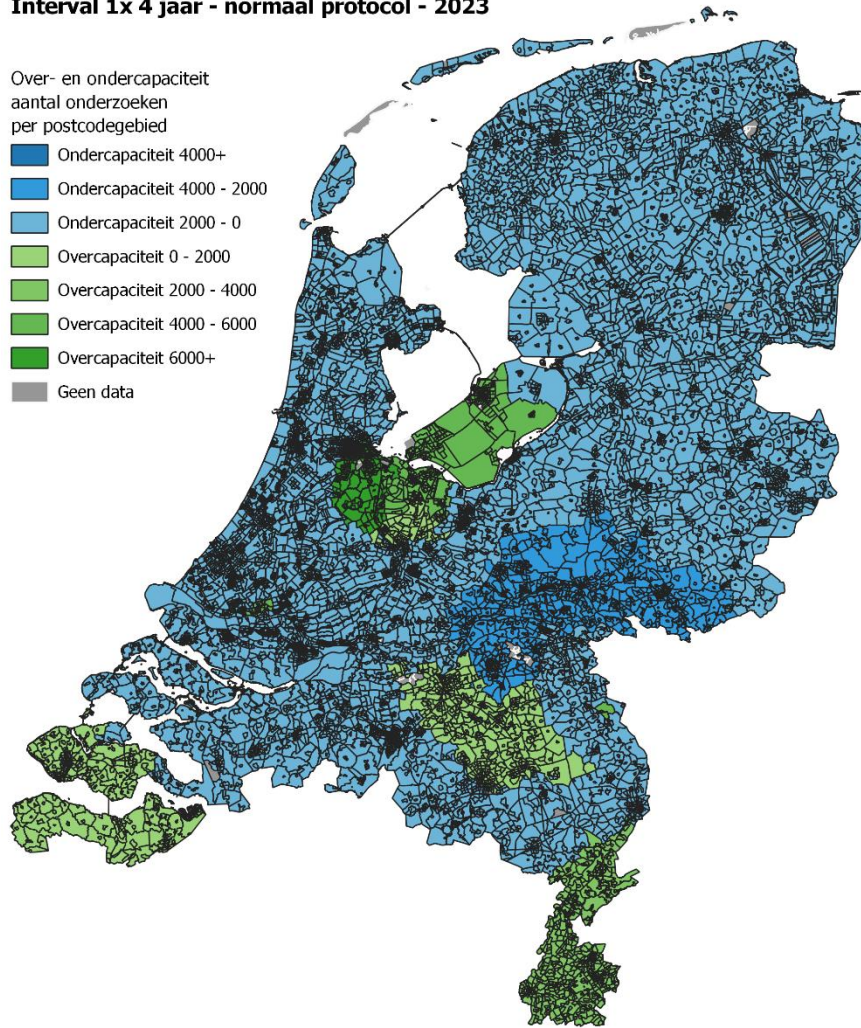 Interval 1x 4 jaar - normaal protocol - 2023
Over- en ondercapaciteit
aantal onderzoeken
per postcodegebied
Ondercapaciteit 4000+
Ondercapaciteit 4000 - 2000
Ondercapaciteit 2000 - 0
Overcapaciteit 0 - 2000
Overcapaciteit 2000 - 4000
Overcapaciteit 4000 - 6000
Overcapaciteit 6000+
Geen data